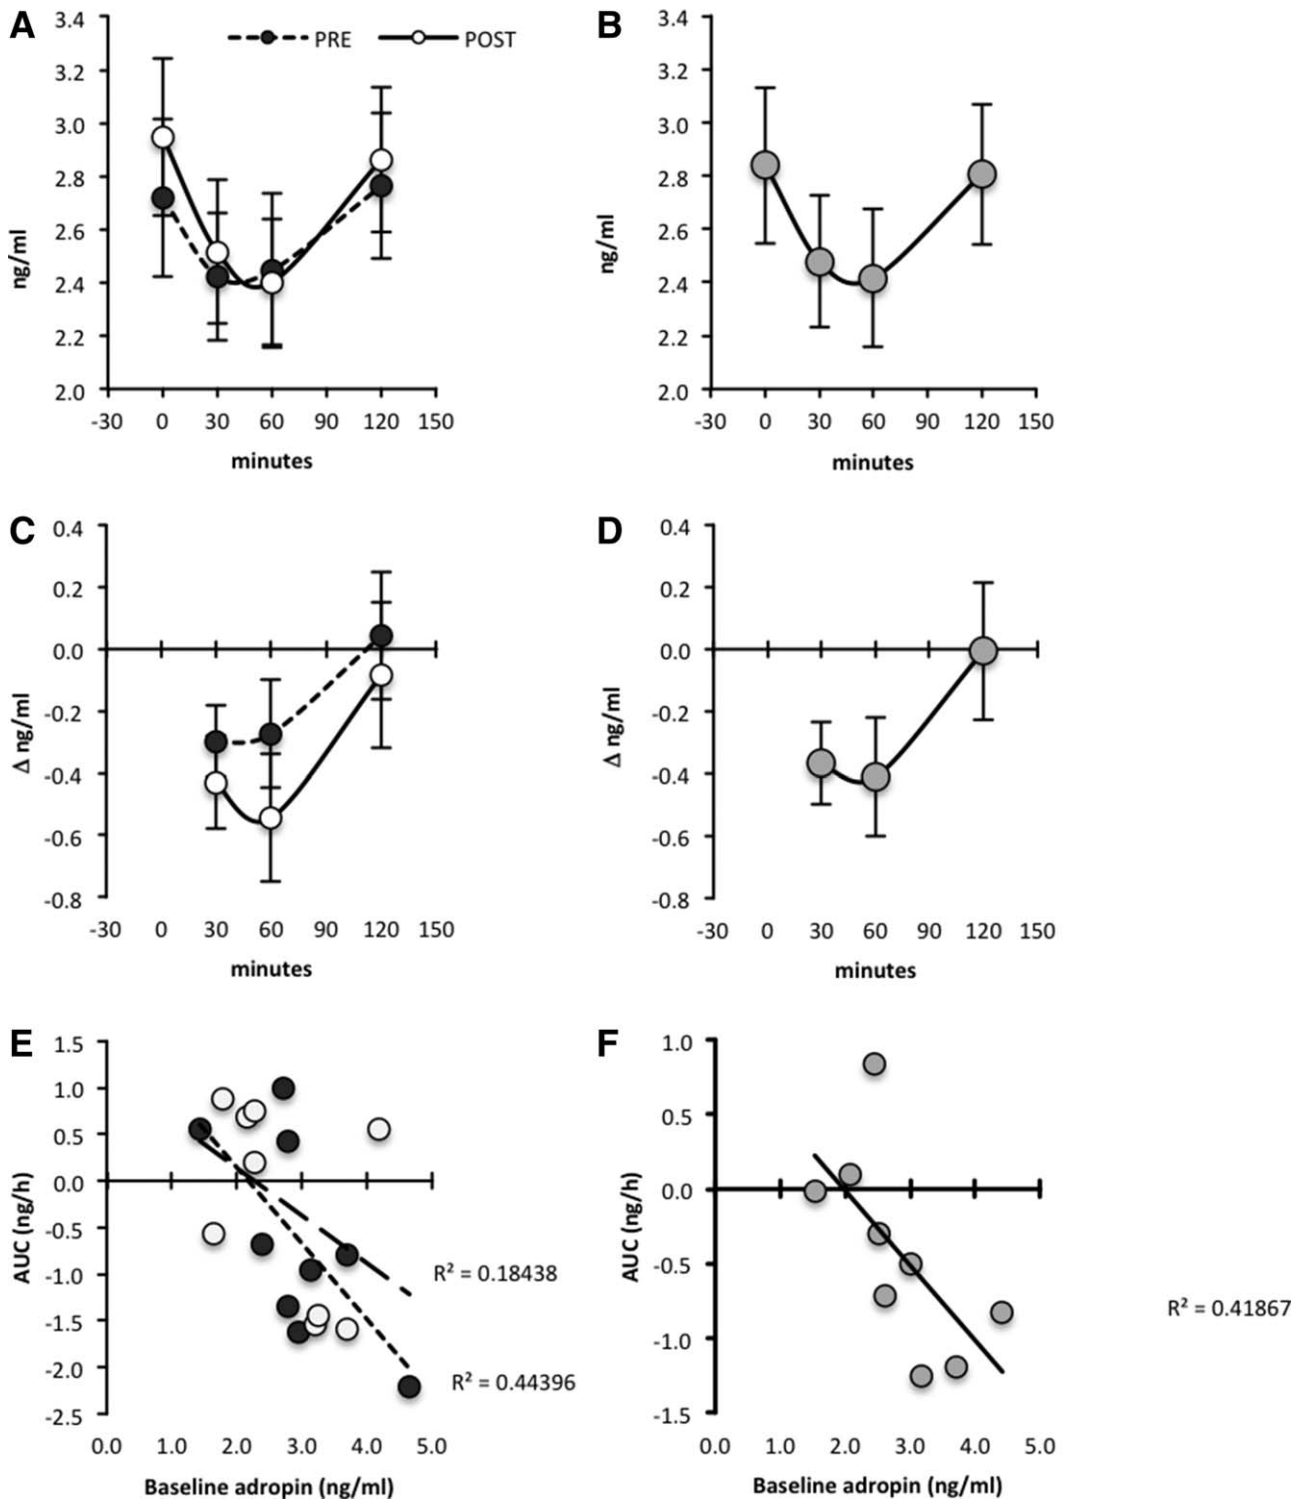 A
PRE
POST
3.4
3.2
3.0
2.8
2.6
2.4
2.2
2.0
ng/ml
-30 0 30 60 90 120 150
minutes
B
3.4
3.2
3.0
2.8
2.6
2.4
2.2
2.0
ng/ml
-30 0 30 60 90 120 150
minutes
C
0.4
0.2
0.0
-0.2
-0.4
-0.6
-0.8
Δ ng/ml
-30 0 30 60 90 120 150
minutes
D
0.4
0.2
0.0
-0.2
-0.4
-0.6
-0.8
Δ ng/ml
-30 0 30 60 90 120 150
minutes
E
1.5
1.0
0.5
0.0
-0.5
-1.0
-1.5
-2.0
-2.5
AUC (ng/h)
R² = 0.18438
R² = 0.44396
0.0 1.0 2.0 3.0 4.0 5.0
Baseline adropin (ng/ml)
F
1.0
0.5
0.0
-0.5
-1.0
-1.5
AUC (ng/h)
R² = 0.41867
0.0 1.0 2.0 3.0 4.0 5.0
Baseline adropin (ng/ml)